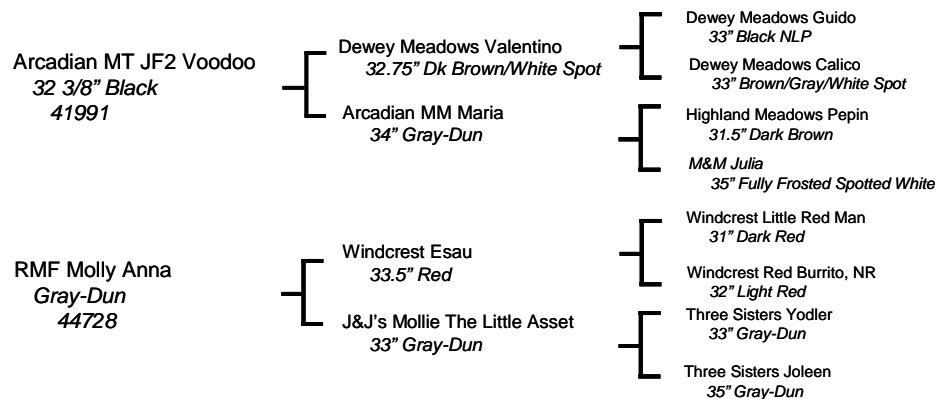 Arcadian MT JF2 Voodoo
32 3/8” Black
41991
Dewey Meadows Valentino
32.75” Dk Brown/White Spot
Arcadian MM Maria
34” Gray-Dun
Dewey Meadows Guido
33” Black NLP
Dewey Meadows Calico
33” Brown/Gray/White Spot
Highland Meadows Pepin
31.5” Dark Brown
M&M Julia
35” Fully Frosted Spotted White
RMF Molly Anna
Gray-Dun
44728
Windcrest Esau
33.5” Red
J&J’s Mollie The Little Asset
33” Gray-Dun
Windcrest Little Red Man
31” Dark Red
Windcrest Red Burrito, NR
32” Light Red
Three Sisters Yodler
33” Gray-Dun
Three Sisters Joleen
35” Gray-Dun